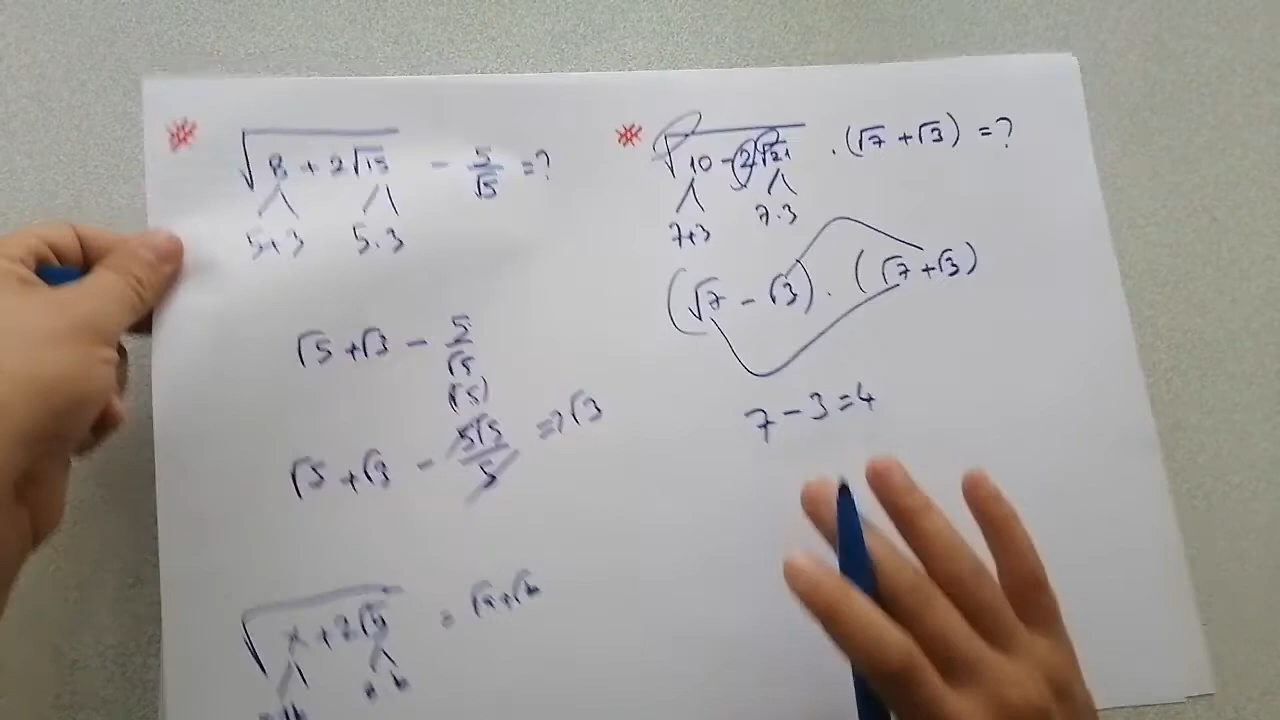 √(8 + 2√15) - 5/√5 = ?
5+3 5.3
√5 + √3 - 5/√5
(√5)
√5 + √3 - 5√5/5 => √3
√(x + 2√y) = √a + √b
a+b a b
√(10 - 2√21) . (√7 + √3) = ?
7+3 7.3
(√7 - √3) . (√7 + √3)
7 - 3 = 4